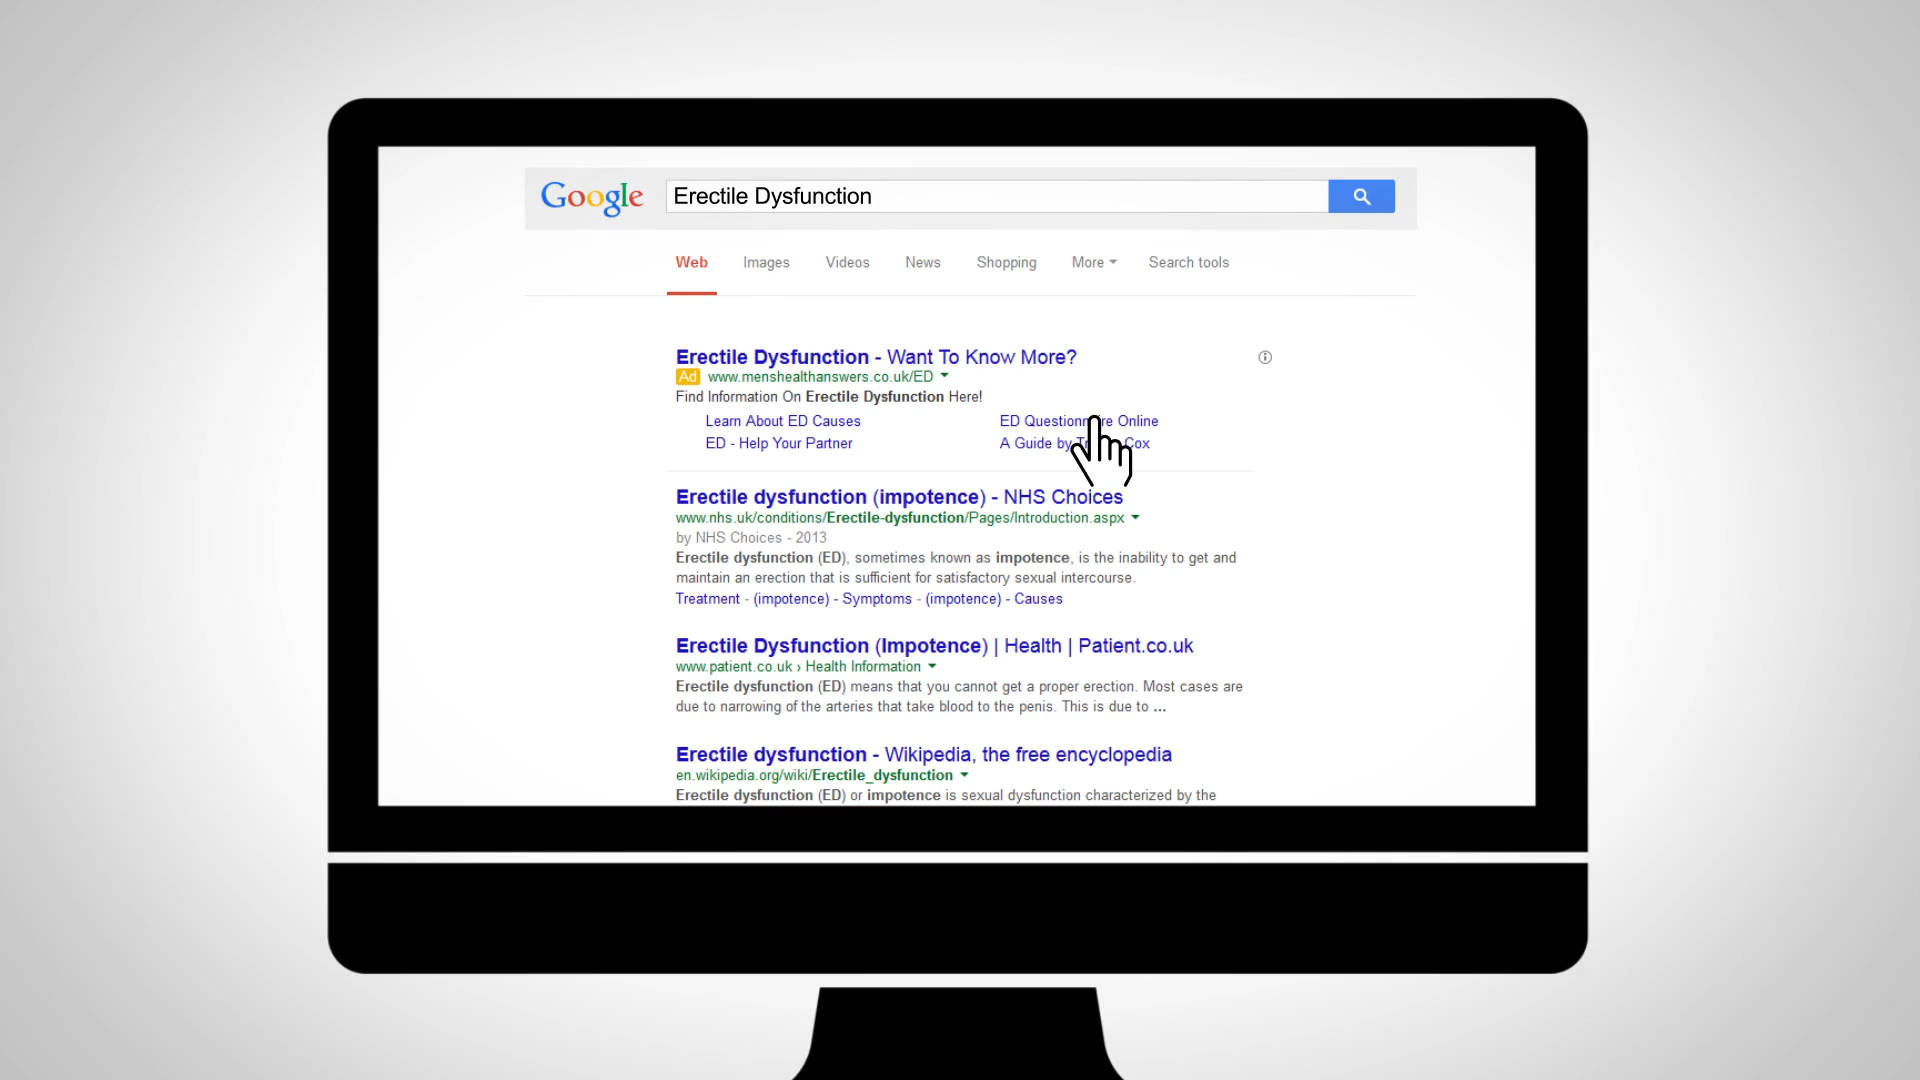 Google Erectile Dysfunction
Web Images Videos News Shopping More Search tools
Erectile Dysfunction - Want To Know More?
Ad www.menshealthanswers.co.uk/ED
Find Information On Erectile Dysfunction Here!
Learn About ED Causes ED Online
ED - Help Your Partner A Guide by Cox
Erectile dysfunction (impotence) - NHS Choices
www.nhs.uk/conditions/Erectile-dysfunction/Pages/Introduction.aspx
by NHS Choices - 2013
Erectile dysfunction (ED), sometimes known as impotence, is the inability to get and
maintain an erection that is sufficient for satisfactory sexual intercourse.
Treatment - (impotence) - Symptoms - (impotence) - Causes
Erectile Dysfunction (Impotence) | Health | Patient.co.uk
www.patient.co.uk › Health Information
Erectile dysfunction (ED) means that you cannot get a proper erection. Most cases are
due to narrowing of the arteries that take blood to the penis. This is due to ...
Erectile dysfunction - Wikipedia, the free encyclopedia
en.wikipedia.org/wiki/Erectile_dysfunction
Erectile dysfunction (ED) or impotence is sexual dysfunction characterized by the